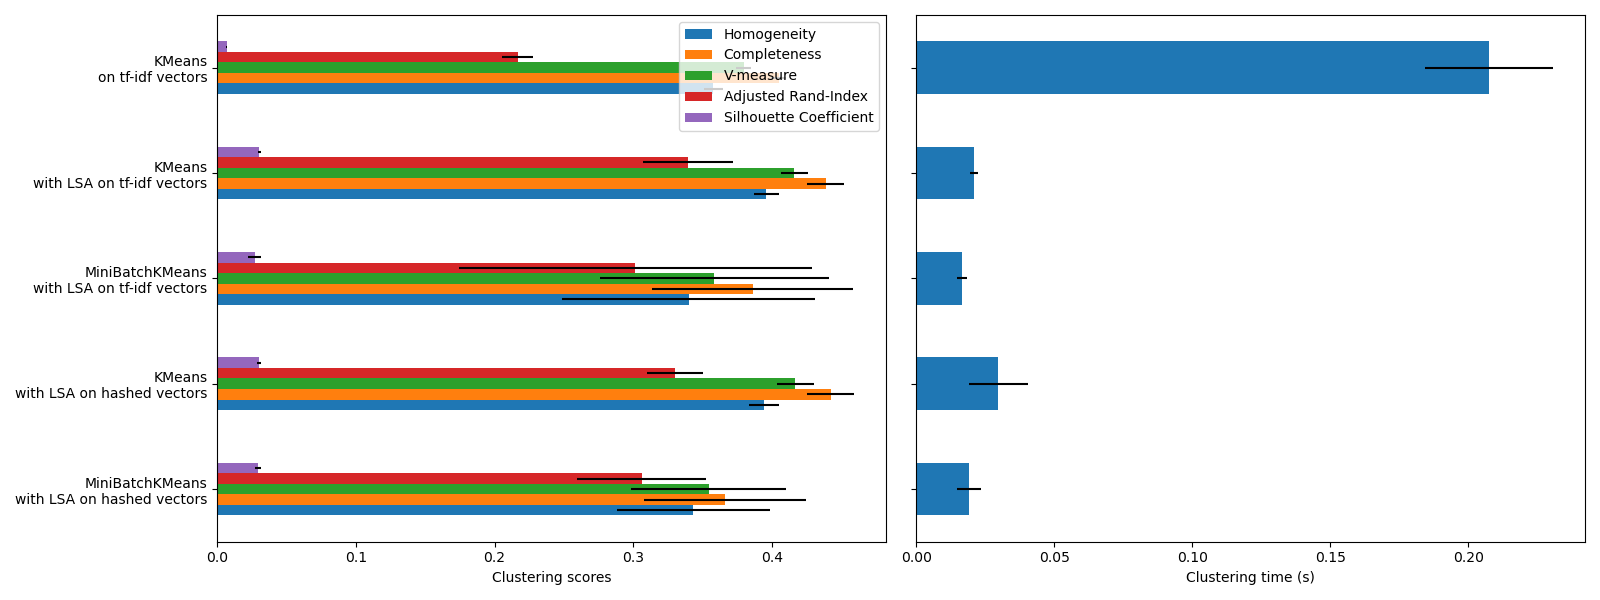 KMeans
on tf-idf vectors
KMeans
with LSA on tf-idf vectors
MiniBatchKMeans
with LSA on tf-idf vectors
KMeans
with LSA on hashed vectors
MiniBatchKMeans
with LSA on hashed vectors
Homogeneity
Completeness
V-measure
Adjusted Rand-Index
Silhouette Coefficient
0.0 0.1 0.2 0.3 0.4
Clustering scores
0.00 0.05 0.10 0.15 0.20
Clustering time (s)